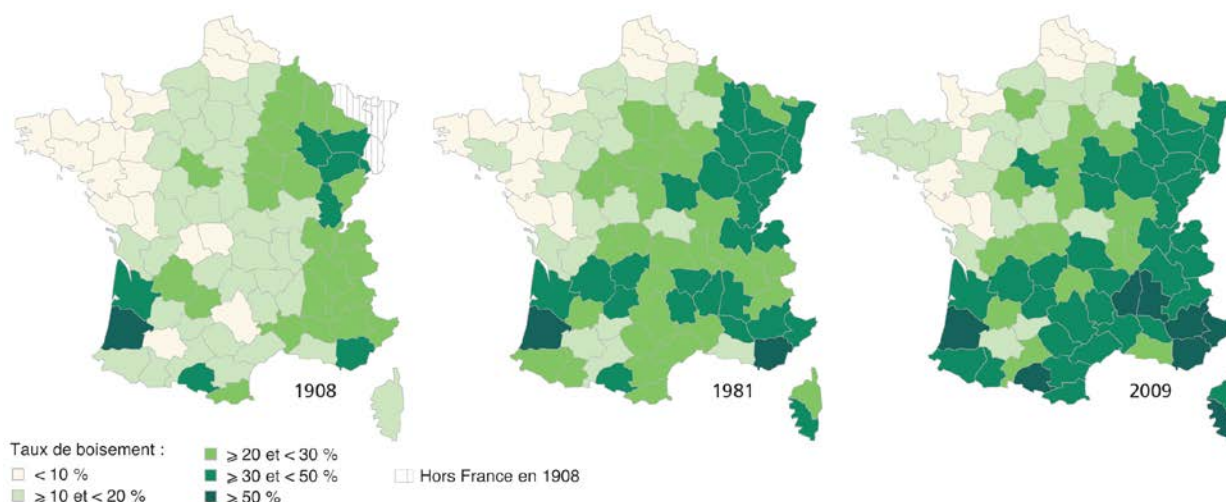 1908
1981
2009
Taux de boisement :
< 10 %
⩾ 10 et < 20 %
⩾ 20 et < 30 %
⩾ 30 et < 50 %
⩾ 50 %
Hors France en 1908